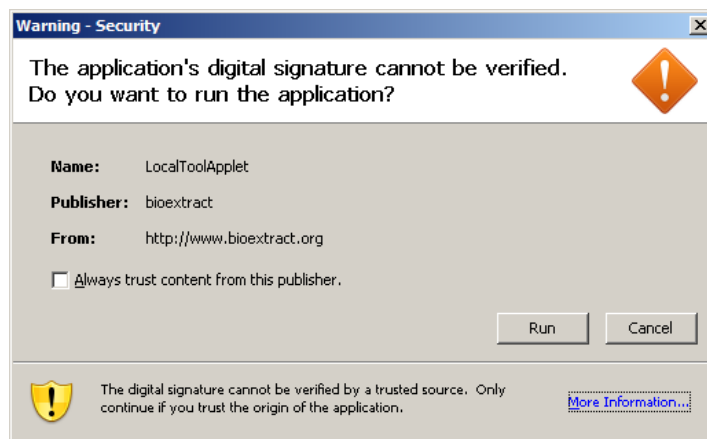 Warning - Security
The application's digital signature cannot be verified.
Do you want to run the application?
Name: LocalToolApplet
Publisher: bioextract
From: http://www.bioextract.org
Always trust content from this publisher.
Run Cancel
The digital signature cannot be verified by a trusted source. Only
continue if you trust the origin of the application.
More Information...